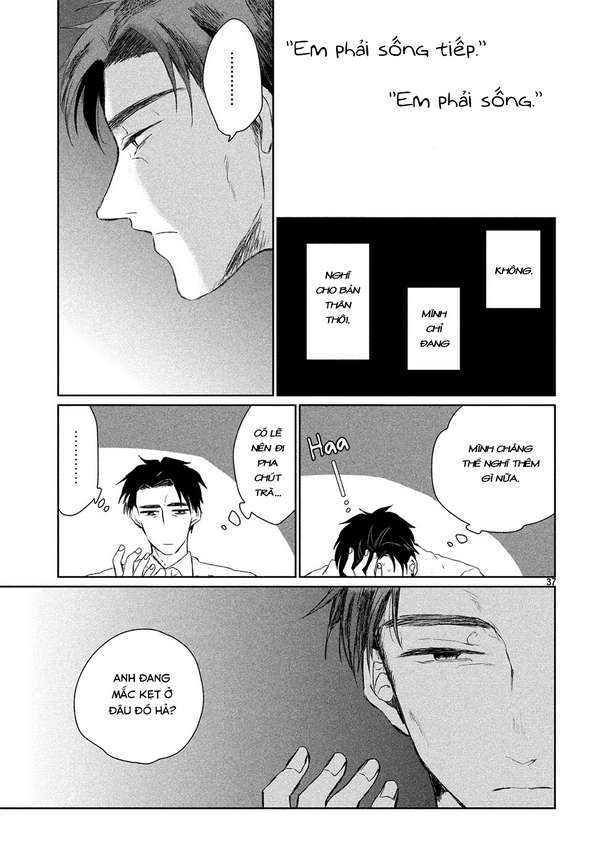 "Em phải sống tiếp."
"Em phải sống."
.........
KHÔNG.
MÌNH
CHỈ
ĐANG
NGHĨ
CHO BẢN
THÂN
THÔI.
MÌNH CHẲNG
THỂ NGHĨ THÊM
GÌ NỮA.
Haa
CÓ LẼ
NÊN ĐI
PHA
CHÚT
TRÀ...
.........
37
ANH ĐANG
MẮC KẸT Ở
ĐÂU ĐÓ HẢ?